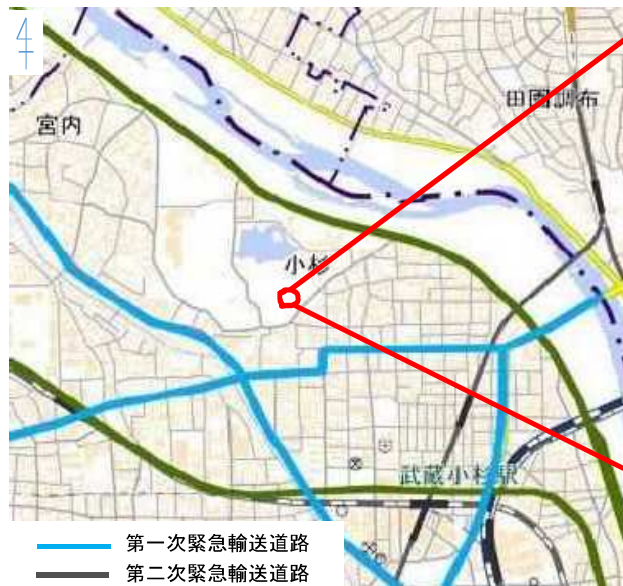 田園調布
宮内
小杉
武蔵小杉駅
第一次緊急輸送道路
第二次緊急輸送道路